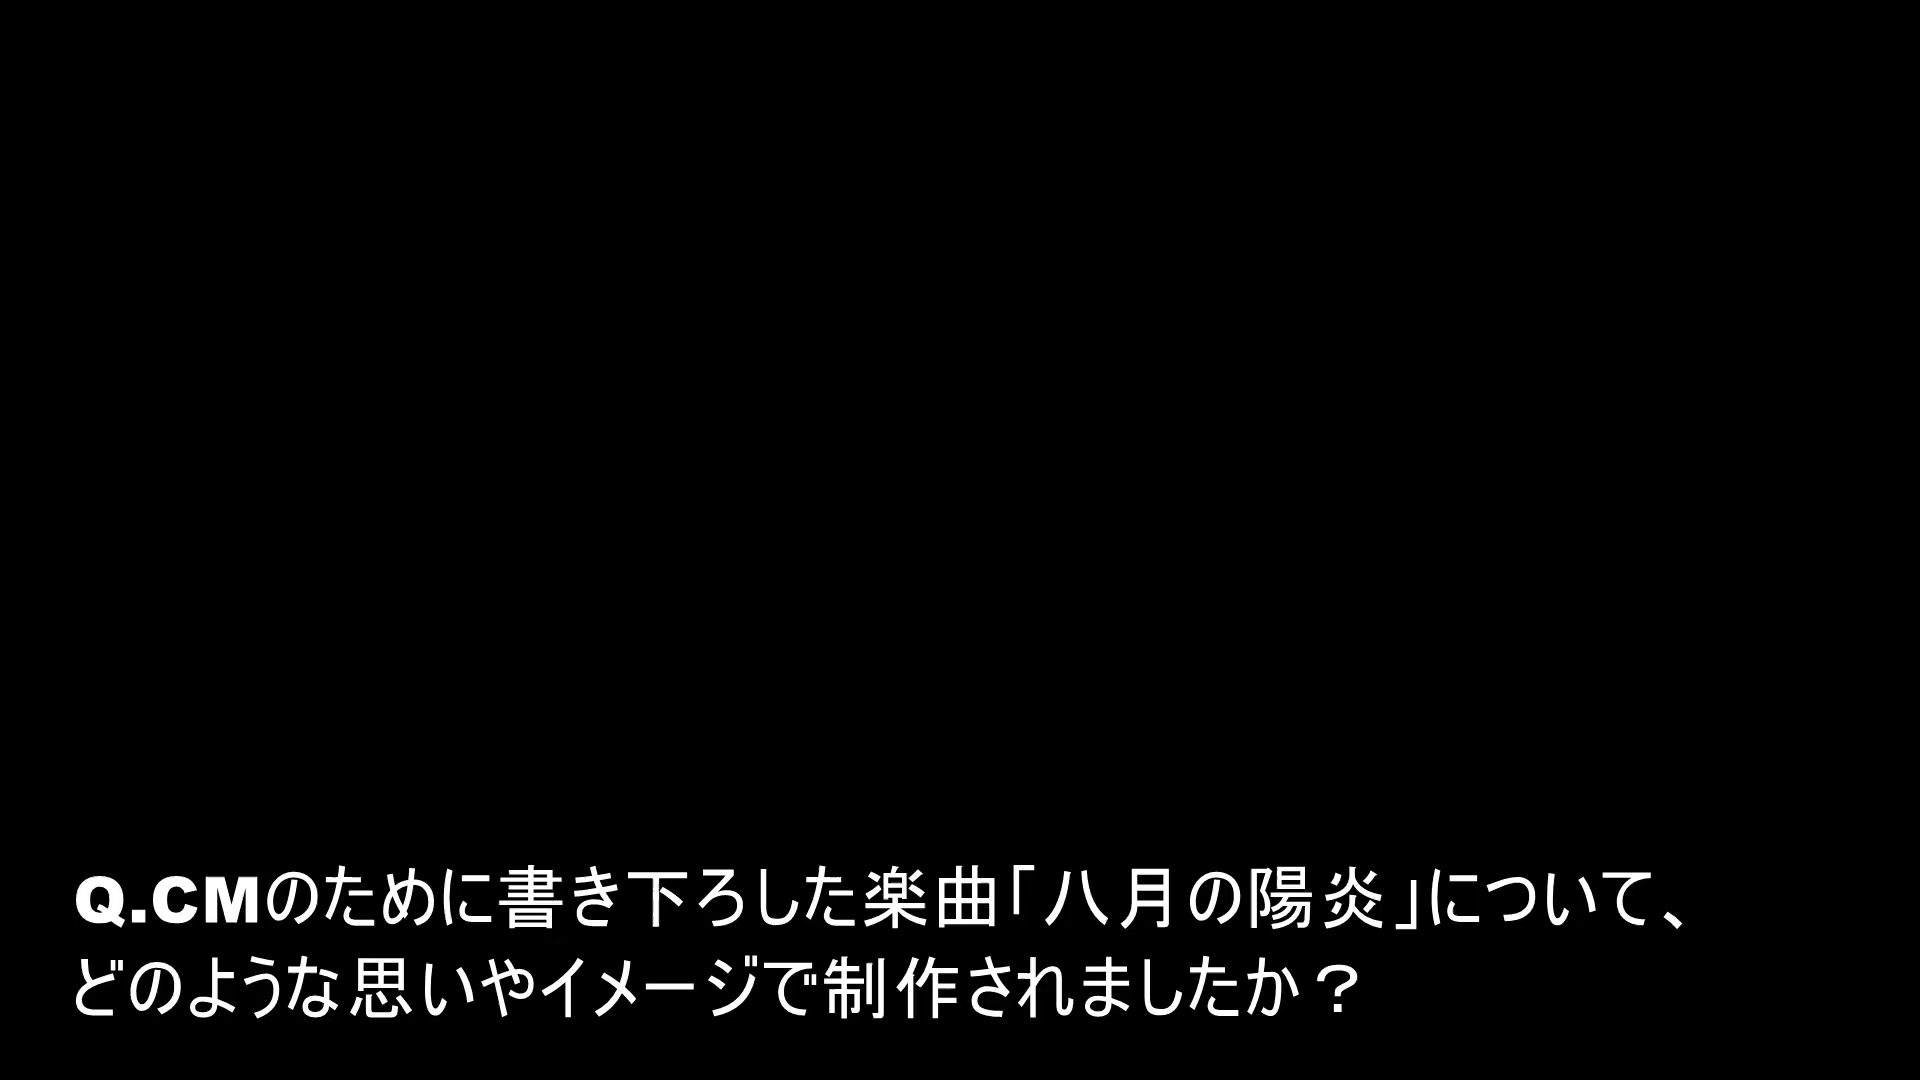 Q.CMのために書き下ろした楽曲「八月の陽炎」について、
どのような思いやイメージで制作されましたか？